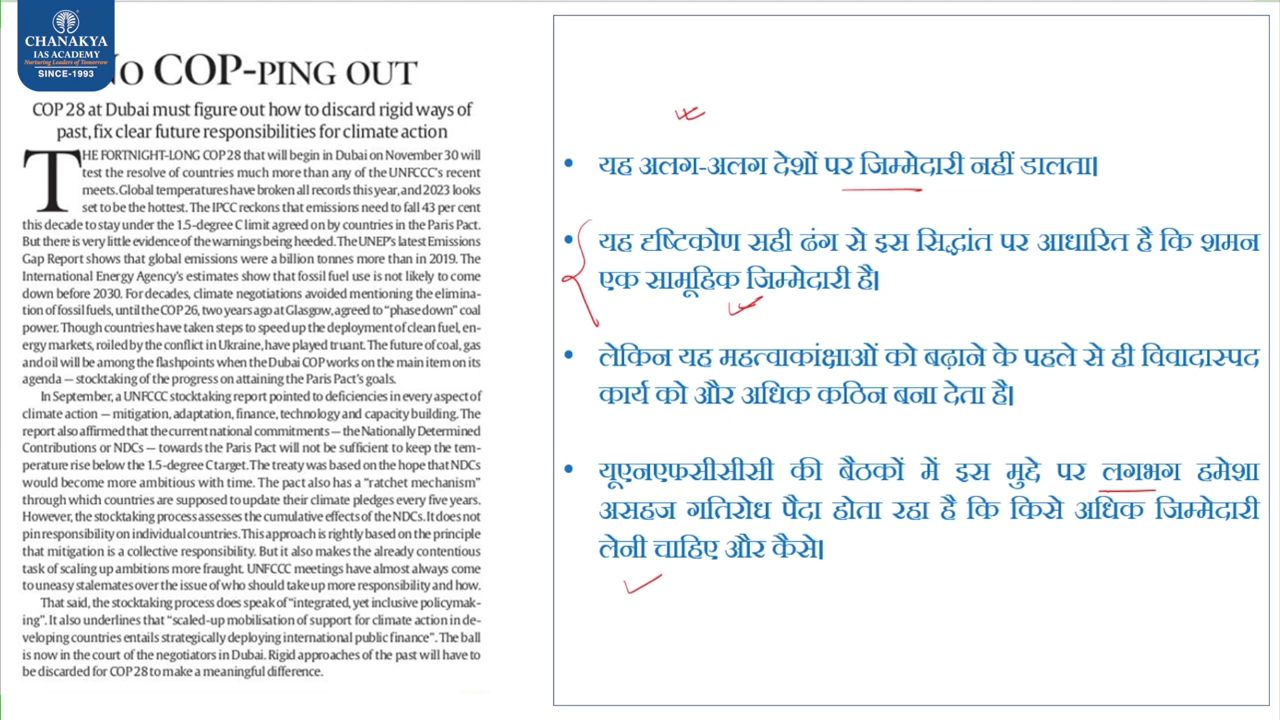 CHANAKYA
IAS ACADEMY
Nurturing Leaders of Tomorrow
SINCE-1993
NO COP-PING OUT
COP 28 at Dubai must figure out how to discard rigid ways of
past, fix clear future responsibilities for climate action
THE FORTNIGHT-LONG COP 28 that will begin in Dubai on November 30 will
test the resolve of countries much more than any of the UNFCCC's recent
meets. Global temperatures have broken all records this year, and 2023 looks
set to be the hottest. The IPCC reckons that emissions need to fall 43 per cent
this decade to stay under the 1.5-degree C limit agreed on by countries in the Paris Pact.
But there is very little evidence of the warnings being heeded. The UNEP's latest Emissions
Gap Report shows that global emissions were a billion tonnes more than in 2019. The
International Energy Agency's estimates show that fossil fuel use is not likely to come
down before 2030. For decades, climate negotiations avoided mentioning the elimina-
tion of fossil fuels, until the COP 26, two years ago at Glasgow, agreed to "phase down" coal
power. Though countries have taken steps to speed up the deployment of clean fuel, en-
ergy markets, roiled by the conflict in Ukraine, have played truant. The future of coal, gas
and oil will be among the flashpoints when the Dubai COP works on the main item on its
agenda — stocktaking of the progress on attaining the Paris Pact's goals.
In September, a UNFCCC stocktaking report pointed to deficiencies in every aspect of
climate action — mitigation, adaptation, finance, technology and capacity building. The
report also affirmed that the current national commitments — the Nationally Determined
Contributions or NDCs — towards the Paris Pact will not be sufficient to keep the tem-
perature rise below the 1.5-degree C target. The treaty was based on the hope that NDCs
would become more ambitious with time. The pact also has a "ratchet mechanism"
through which countries are supposed to update their climate pledges every five years.
However, the stocktaking process assesses the cumulative effects of the NDCs. It does not
pin responsibility on individual countries. This approach is rightly based on the principle
that mitigation is a collective responsibility. But it also makes the already contentious
task of scaling up ambitions more fraught. UNFCCC meetings have almost always come
to uneasy stalemates over the issue of who should take up more responsibility and how.
That said, the stocktaking process does speak of "integrated, yet inclusive policymak-
ing". It also underlines that "scaled-up mobilisation of support for climate action in de-
veloping countries entails strategically deploying international public finance". The ball
is now in the court of the negotiators in Dubai. Rigid approaches of the past will have to
be discarded for COP 28 to make a meaningful difference.
• यह अलग-अलग देशों पर जिम्मेदारी नहीं डालता।
• यह दृष्टिकोण सही ढंग से इस सिद्धांत पर आधारित है कि शमन
एक सामूहिक जिम्मेदारी है।
• लेकिन यह महत्वाकांक्षाओं को बढ़ाने के पहले से ही विवादास्पद
कार्य को और अधिक कठिन बना देता है।
• यूएनएफसीसीसी की बैठकों में इस मुद्दे पर लगभग हमेशा
असहज गतिरोध पैदा होता रहा है कि किसे अधिक जिम्मेदारी
लेनी चाहिए और कैसे।